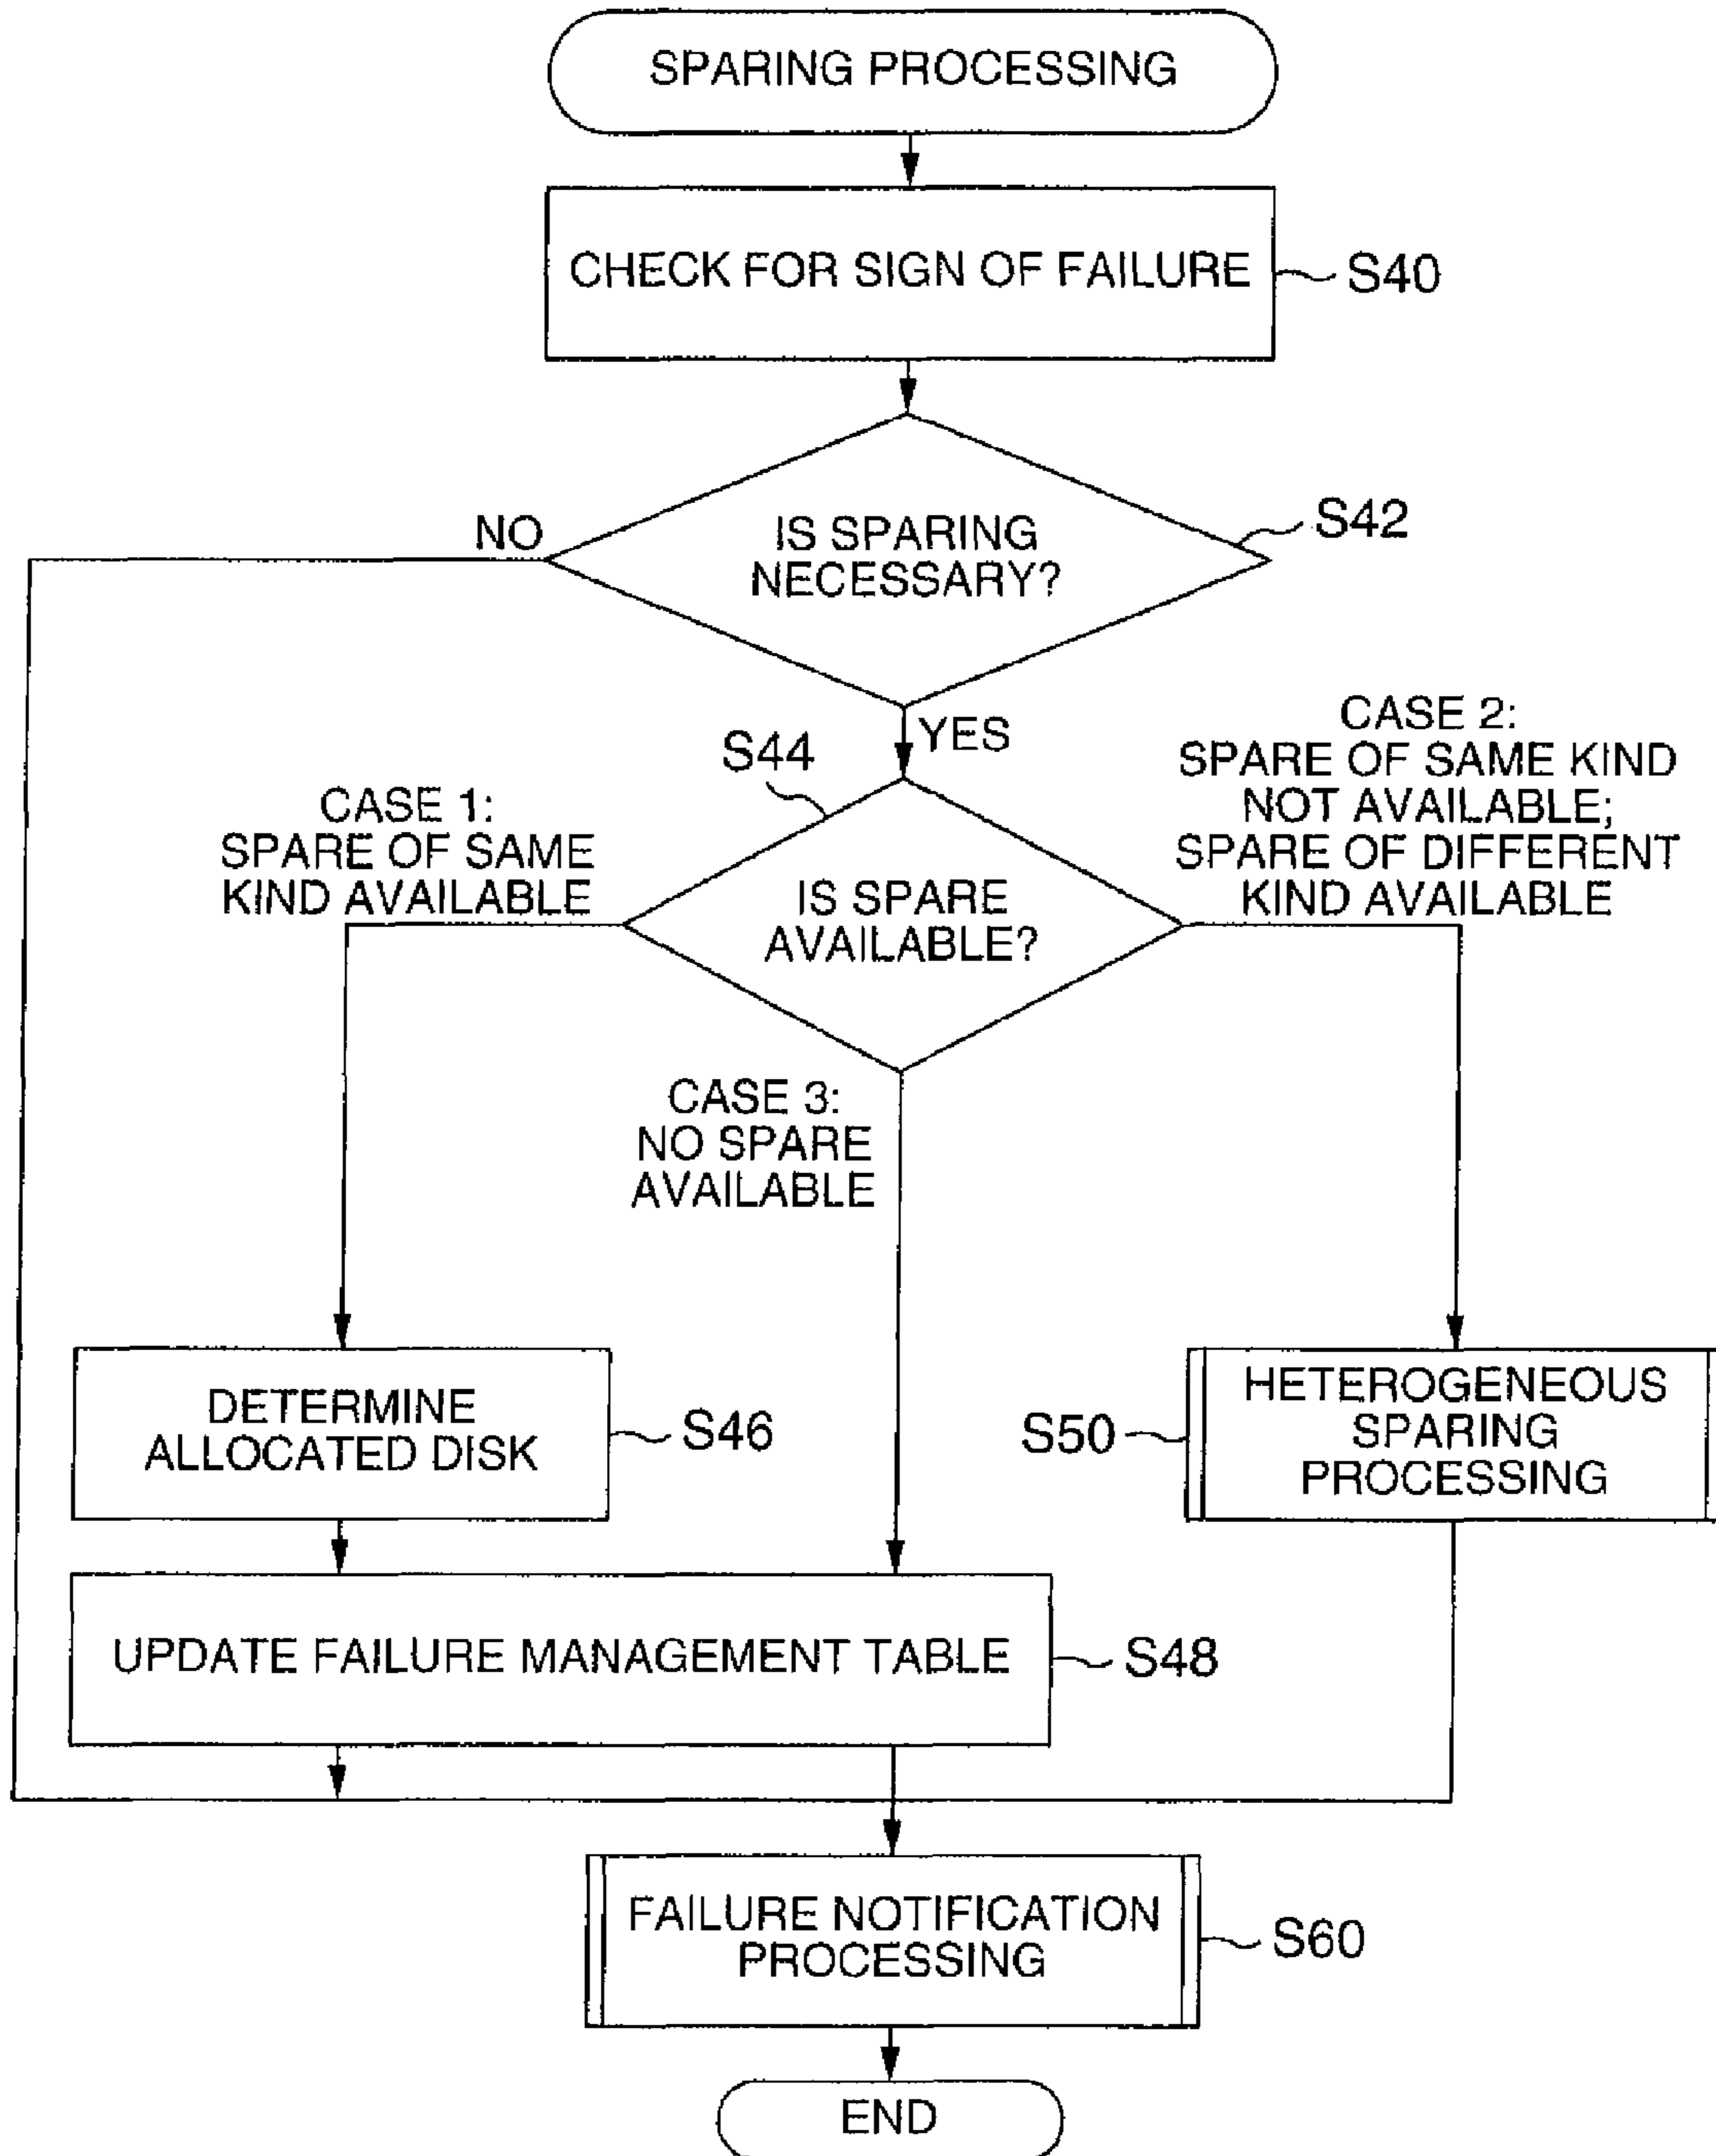 SPARING PROCESSING
CHECK FOR SIGN OF FAILURE
S40
NO
IS SPARING
NECESSARY?
S42
YES
S44
CASE 1:
SPARE OF SAME
KIND AVAILABLE
IS SPARE
AVAILABLE?
CASE 2:
SPARE OF SAME KIND
NOT AVAILABLE;
SPARE OF DIFFERENT
KIND AVAILABLE
CASE 3:
NO SPARE
AVAILABLE
DETERMINE
ALLOCATED DISK
S46
S50
HETEROGENEOUS
SPARING
PROCESSING
UPDATE FAILURE MANAGEMENT TABLE
S48
FAILURE NOTIFICATION
PROCESSING
S60
END